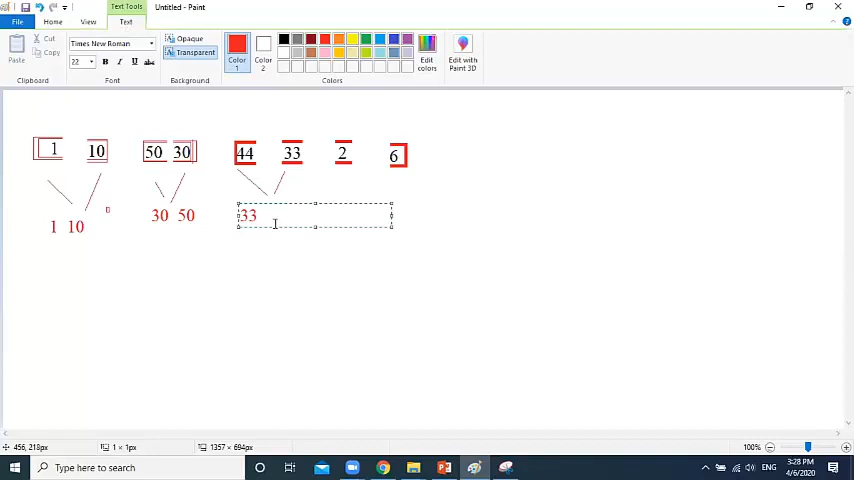 Text Tools
Untitled - Paint
File
Home
View
Text
Paste
Cut
Copy
Clipboard
Times New Roman
22
B I U abc
Font
Opaque
Transparent
Background
Color 1
Color 2
Edit colors
Edit with Paint 3D
Colors
1 10 50 30 44 33 2 6
1 10 30 50 33
456, 218px
1 × 1px
1357 × 694px
100%
Type here to search
ENG
3:28 PM
4/6/2020